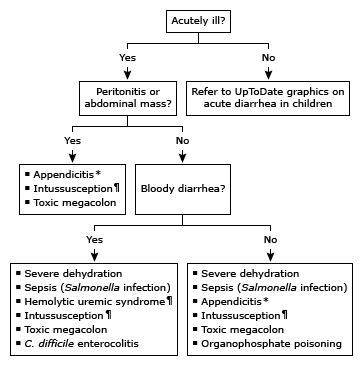 Acutely ill?
Yes
No
Peritonitis or
abdominal mass?
Refer to UpToDate graphics on
acute diarrhea in children
Yes
No
▪ Appendicitis*
▪ Intussusception¶
▪ Toxic megacolon
Bloody diarrhea?
Yes
No
▪ Severe dehydration
▪ Sepsis (Salmonella infection)
▪ Hemolytic uremic syndrome¶
▪ Intussusception¶
▪ Toxic megacolon
▪ C. difficile enterocolitis
▪ Severe dehydration
▪ Sepsis (Salmonella infection)
▪ Appendicitis*
▪ Intussusception¶
▪ Toxic megacolon
▪ Organophosphate poisoning